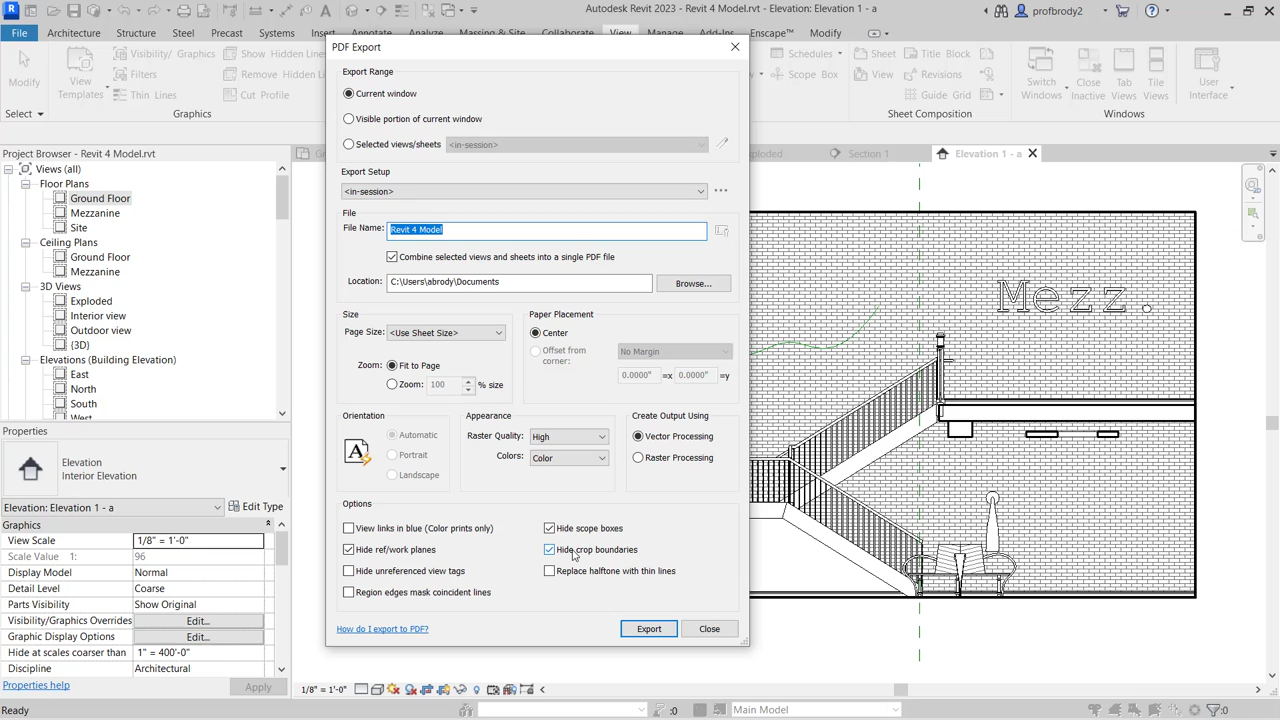 Autodesk Revit 2023 - Revit 4 Model.rvt - Elevation: Elevation 1 - a
profbrody2
File Architecture Structure Steel Precast Systems Insert Annotate Analyze Massing & Site Collaborate View Manage Add-Ins Enscape™ Modify
Modify
View
Templates
Visibility/ Graphics
Filters
Thin Lines
Show Hidden Lines
Remove Hidden Li
Cut Profile
Schedules
Scope Box
Sheet
View
Title Block
Revisions
Guide Grid
Switch
Windows
Close
Inactive
Tab
Views
Tile
Views
User
Interface
Select
Graphics
Sheet Composition
Windows
Project Browser - Revit 4 Model.rvt
Views (all)
Floor Plans
Ground Floor
Mezzanine
Site
Ceiling Plans
Ground Floor
Mezzanine
3D Views
Exploded
Interior view
Outdoor view
{3D}
Elevations (Building Elevation)
East
North
South
West
Properties
Elevation
Interior Elevation
Elevation: Elevation 1 - a
Edit Type
Graphics
View Scale 1/8" = 1'-0"
Scale Value 1: 96
Display Model Normal
Detail Level Coarse
Parts Visibility Show Original
Visibility/Graphics Overrides Edit...
Graphic Display Options Edit...
Hide at scales coarser than 1" = 400'-0"
Discipline Architectural
Properties help
Apply
Ready
PDF Export
Export Range
Current window
Visible portion of current window
Selected views/sheets <in-session>
Export Setup
<in-session>
File
File Name: Revit 4 Model
Combine selected views and sheets into a single PDF file
Location: C:\Users\abrody\Documents Browse...
Size
Page Size: <Use Sheet Size>
Zoom: Fit to Page
Zoom: 100 % size
Paper Placement
Center
Offset from
corner:
No Margin
0.0000" =x 0.0000" =y
Orientation
Automatic
Portrait
Landscape
Appearance
Raster Quality: High
Colors: Color
Create Output Using
Vector Processing
Raster Processing
Options
View links in blue (Color prints only)
Hide ref/work planes
Hide unreferenced view tags
Region edges mask coincident lines
Hide scope boxes
Hide crop boundaries
Replace halftone with thin lines
How do I export to PDF?
Export Close
Exploded
Section 1
Elevation 1 - a
Mezz.
1/8" = 1'-0"
:0
Main Model
:0